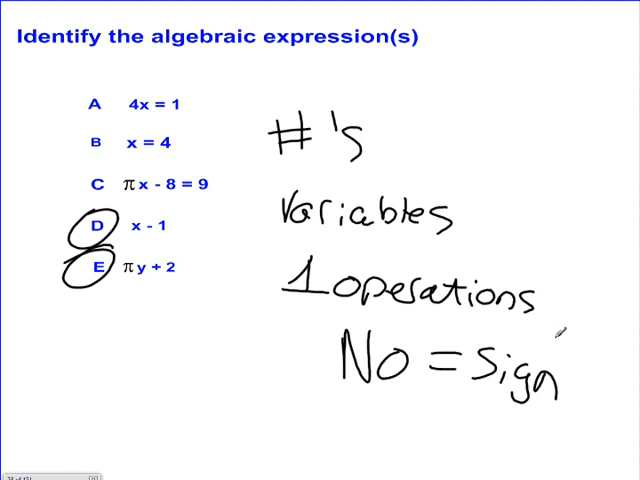 Identify the algebraic expression(s)
A 4x = 1
B x = 4
C πx - 8 = 9
D x - 1
E πy + 2
#'s
variables
1 operations
No = sign